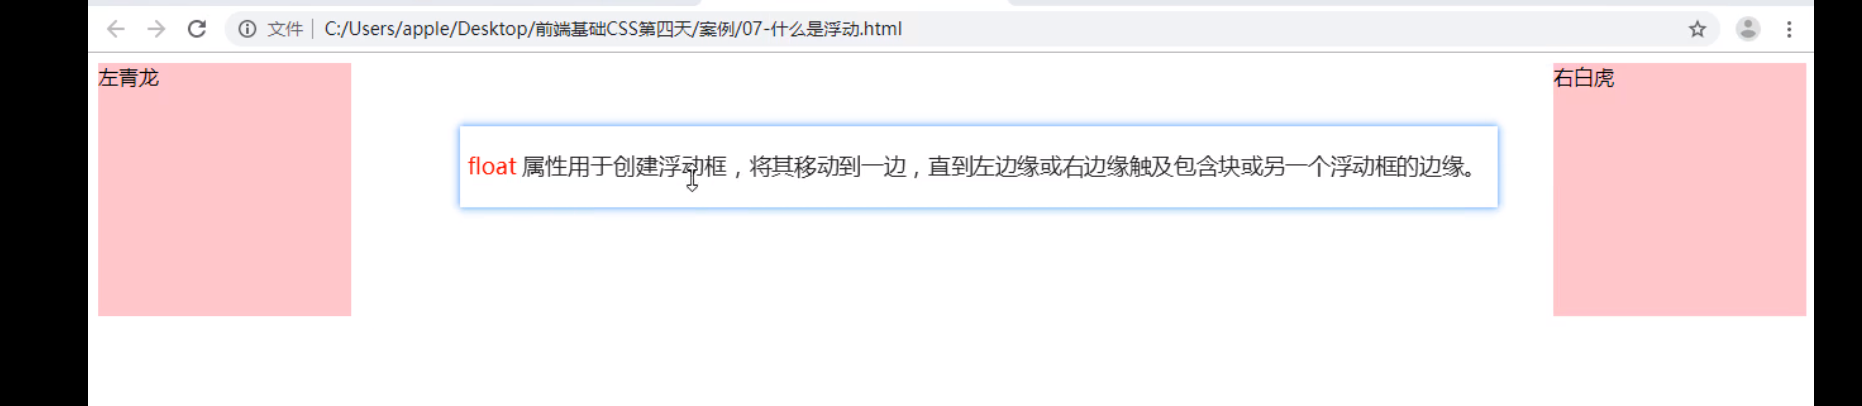 文件 C:/Users/apple/Desktop/前端基础CSS第四天/案例/07-什么是浮动.html
左青龙
右白虎
float 属性用于创建浮动框，将其移动到一边，直到左边缘或右边缘触及包含块或另一个浮动框的边缘。